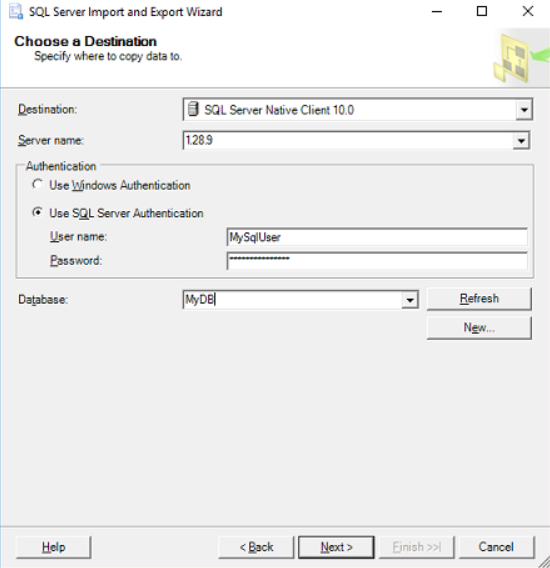 SQL Server Import and Export Wizard
Choose a Destination
Specify where to copy data to.
Destination:
SQL Server Native Client 10.0
Server name:
1.28.9
Authentication
Use Windows Authentication
Use SQL Server Authentication
User name:
MySqlUser
Password:
***************
Database:
MyDB
Refresh
New...
Help
< Back
Next >
Finish >>|
Cancel